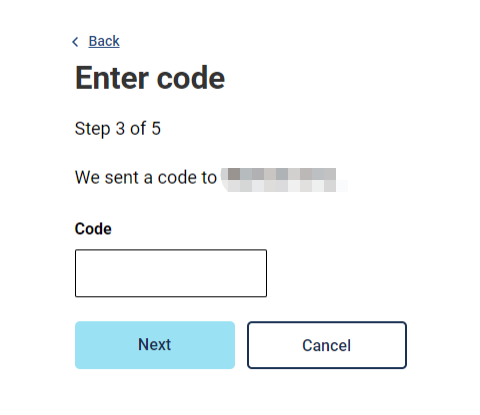 Back
Enter code
Step 3 of 5
We sent a code to
Code
Next
Cancel